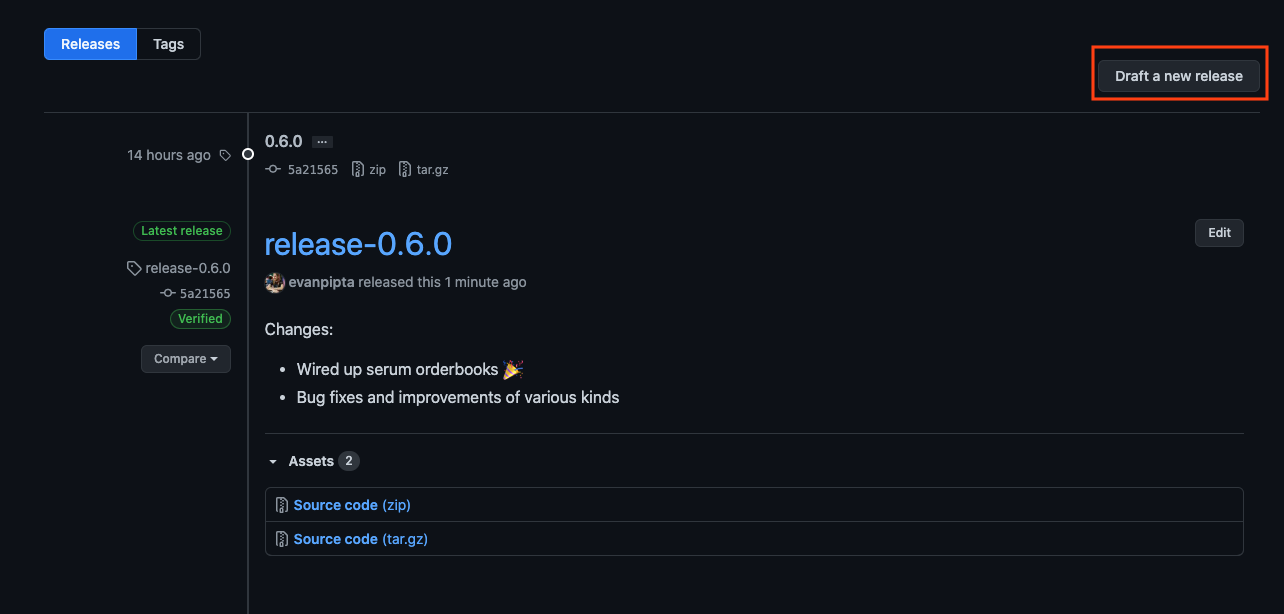 Releases Tags
Draft a new release
14 hours ago
0.6.0 ...
5a21565 zip tar.gz
Latest release
release-0.6.0
5a21565
Verified
Compare
release-0.6.0
Edit
evanpipta released this 1 minute ago
Changes:
• Wired up serum orderbooks 🎉
• Bug fixes and improvements of various kinds
Assets 2
Source code (zip)
Source code (tar.gz)